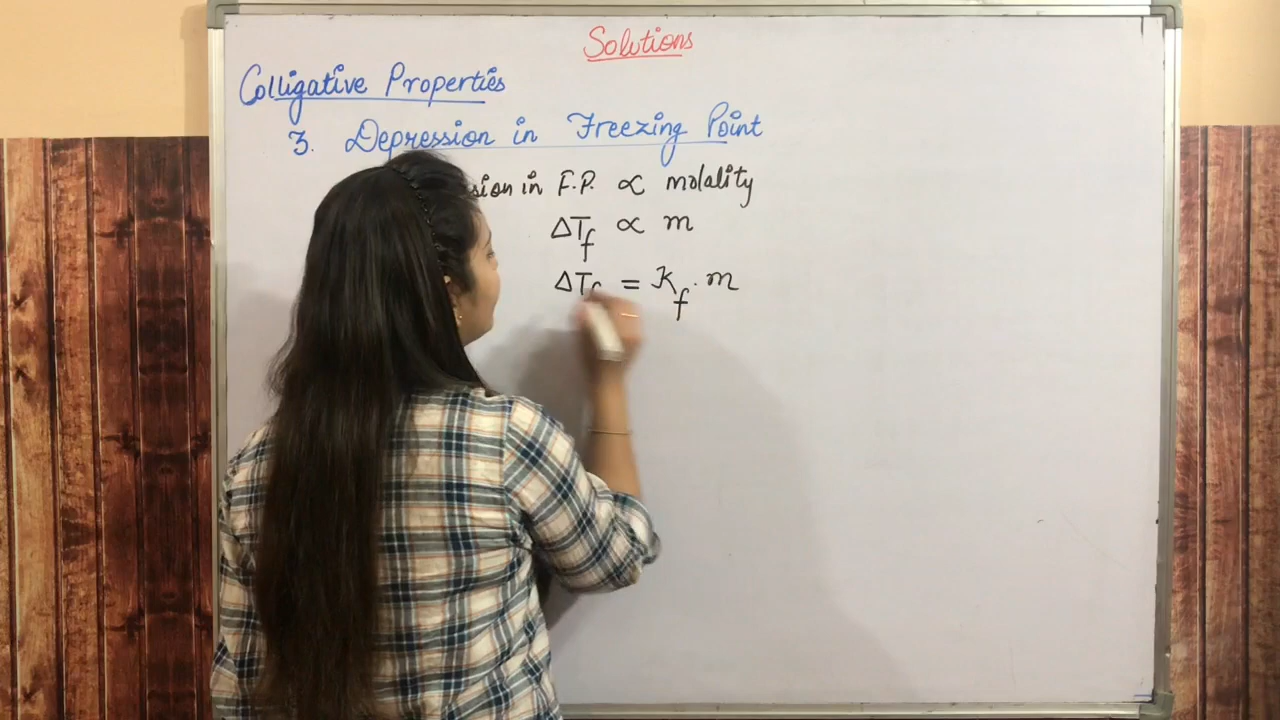 Solutions
Colligative Properties
3. Depression in Freezing Point
sion in F.P. ∝ molality
ΔTf ∝ m
ΔTf = Kf . m